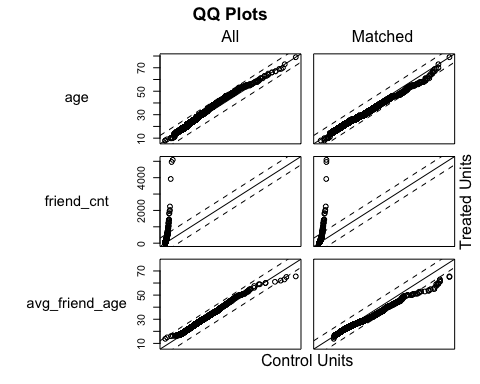 QQ Plots
All Matched
age
10 30 50 70
friend_cnt
0 2000 4000
avg_friend_age
10 30 50 70
Treated Units
Control Units